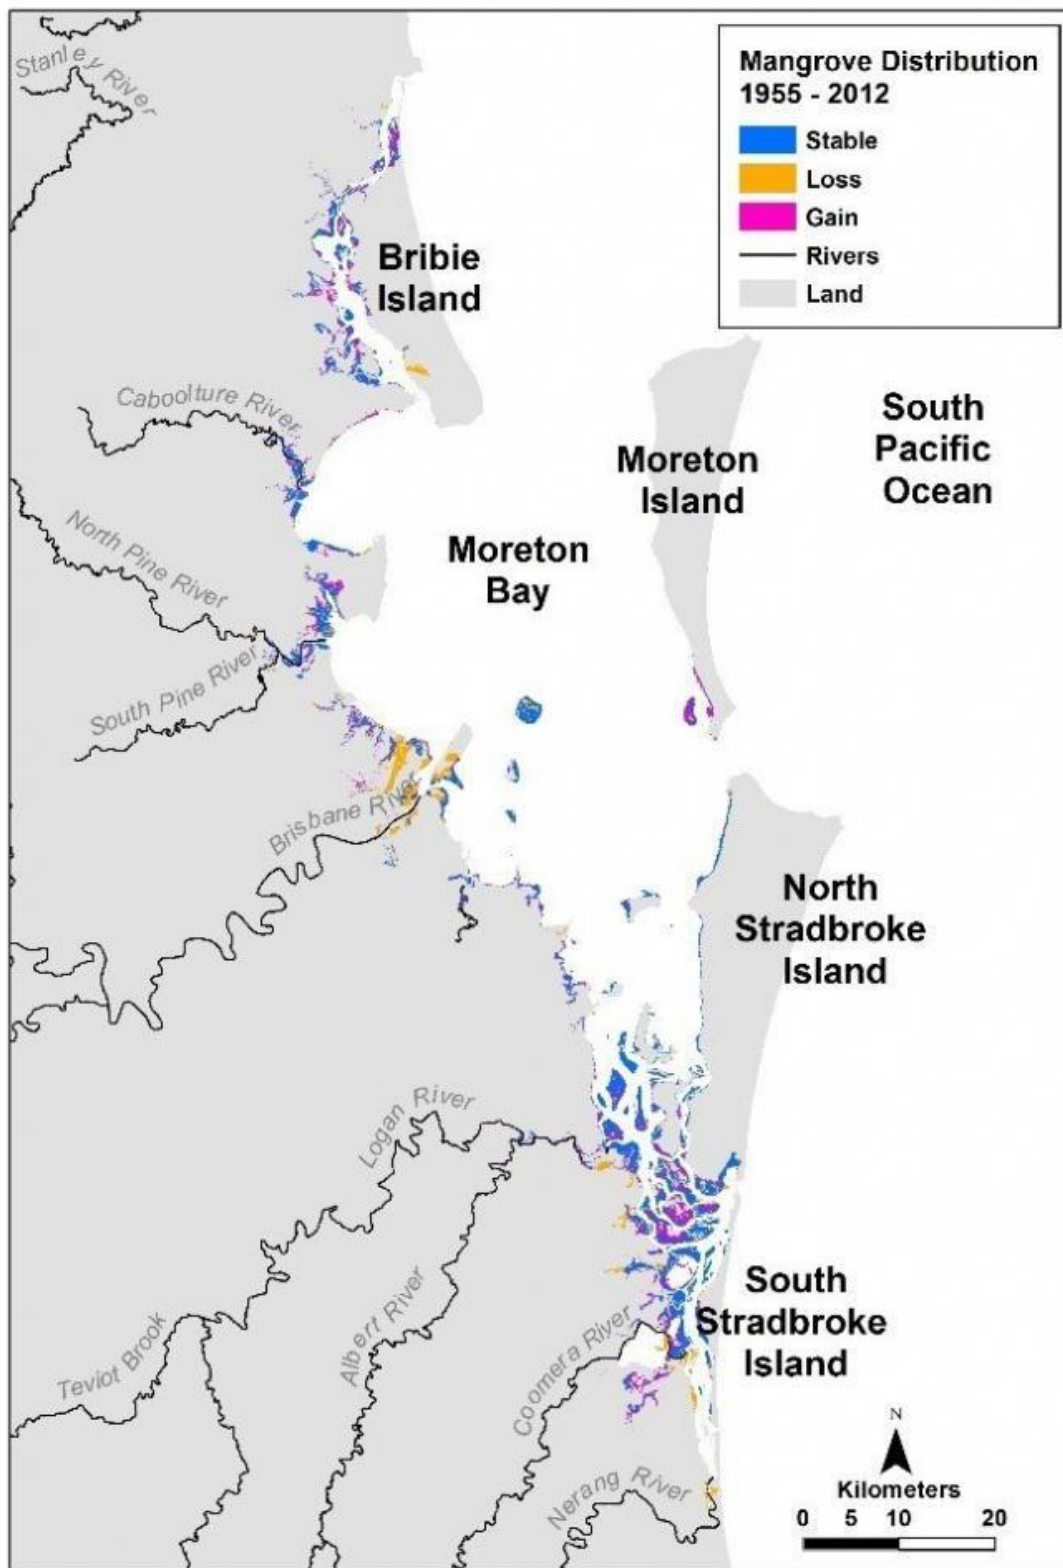 Mangrove Distribution
1955 - 2012
Stable
Loss
Gain
Rivers
Land
Stanley River
Bribie
Island
Caboolture River
South
Pacific
Ocean
Moreton
Island
North Pine River
Moreton
Bay
South Pine River
Brisbane River
North
Stradbroke
Island
Logan River
South
Stradbroke
Island
Albert River
Coomera River
Teviot Brook
Nerang River
N
Kilometers
0 5 10 20